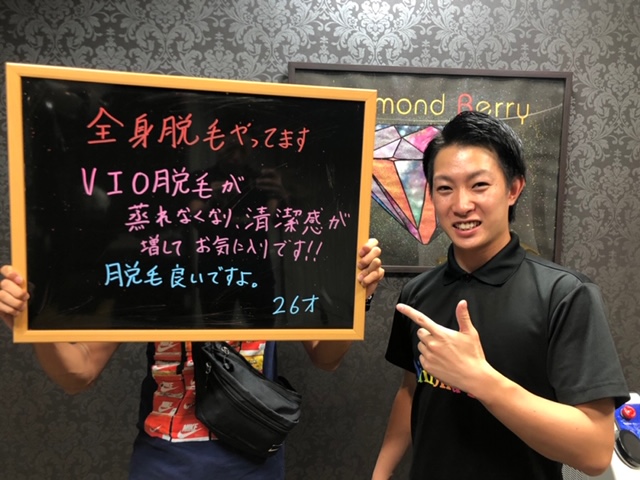 全身脱毛やってます
VIO脱毛が
蒸れなくなり、清潔感が
増して お気に入りです!!
脱毛良いですよ。
26才
mond Berry